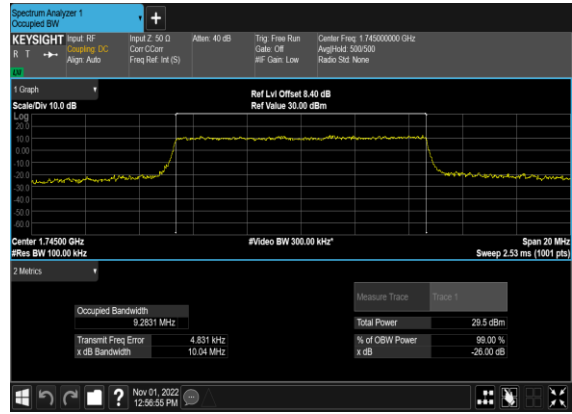 Spectrum Analyzer 1
Occupied BW
+
KEYSIGHT Input: RF Input Z: 50 Ω Atten: 40 dB Trig: Free Run Center Freq: 1.745000000 GHz
R T Coupling: DC Corr CCorr Gate: Off Avg|Hold: 500/500
Align: Auto Freq Ref: Int (S) #IF Gain: Low Radio Std: None
1 Graph
Ref Lvl Offset 8.40 dB
Scale/Div 10.0 dB Ref Value 30.00 dBm
Log
20.0
10.0
0.00
-10.0
-20.0
-30.0
-40.0
-50.0
-60.0
Center 1.74500 GHz #Video BW 300.00 kHz* Span 20 MHz
#Res BW 100.00 kHz Sweep 2.53 ms (1001 pts)
2 Metrics
Measure Trace Trace 1
Occupied Bandwidth
9.2831 MHz Total Power 29.5 dBm
Transmit Freq Error 4.831 kHz % of OBW Power 99.00 %
x dB Bandwidth 10.04 MHz x dB -26.00 dB
? Nov 01, 2022
12:56:55 PM